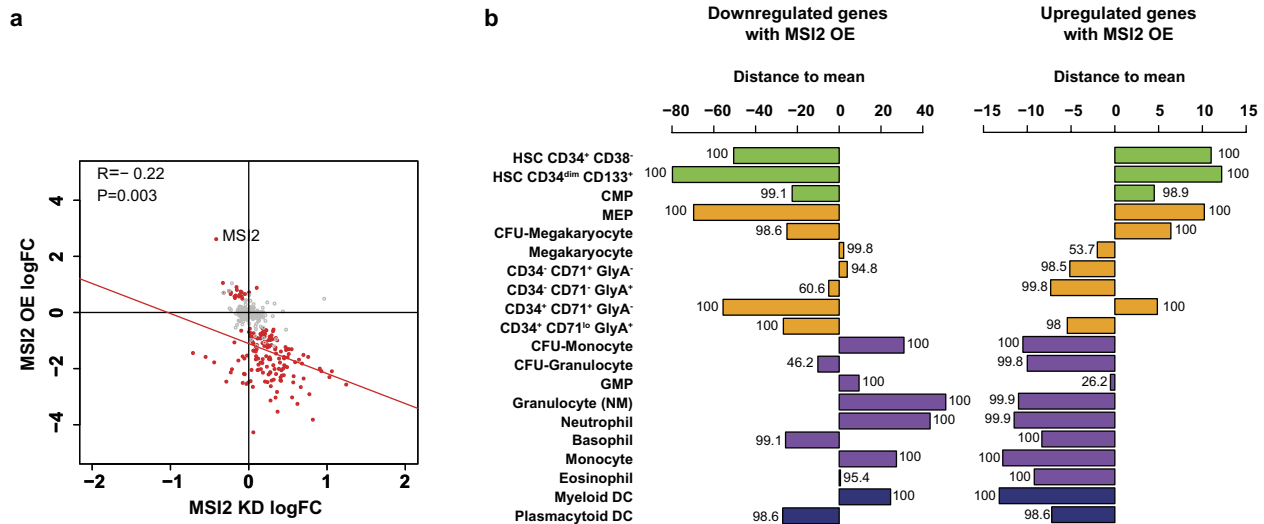 a
R=− 0.22
P=0.003
MSI2
4
2
0
−2
−4
MSI2 OE logFC
−2 −1 0 1 2
MSI2 KD logFC
b
Downregulated genes
with MSI2 OE
Distance to mean
−80 −60 −40 −20 0 20 40
Upregulated genes
with MSI2 OE
Distance to mean
−15 −10 −5 0 5 10 15
HSC CD34⁺ CD38⁻ 100 100
HSC CD34ᵈⁱᵐ CD133⁺ 100 100
CMP 99.1 98.9
MEP 100 100
CFU-Megakaryocyte 98.6 100
Megakaryocyte 99.8 53.7
CD34⁻ CD71⁺ GlyA⁻ 94.8 98.5
CD34⁻ CD71⁻ GlyA⁺ 60.6 99.8
CD34⁺ CD71⁺ GlyA⁻ 100 100
CD34⁺ CD71ˡᵒ GlyA⁺ 100 98
CFU-Monocyte 100 100
CFU-Granulocyte 46.2 99.8
GMP 100 26.2
Granulocyte (NM) 100 99.9
Neutrophil 100 99.9
Basophil 99.1 100
Monocyte 100 100
Eosinophil 95.4 100
Myeloid DC 100 100
Plasmacytoid DC 98.6 98.6